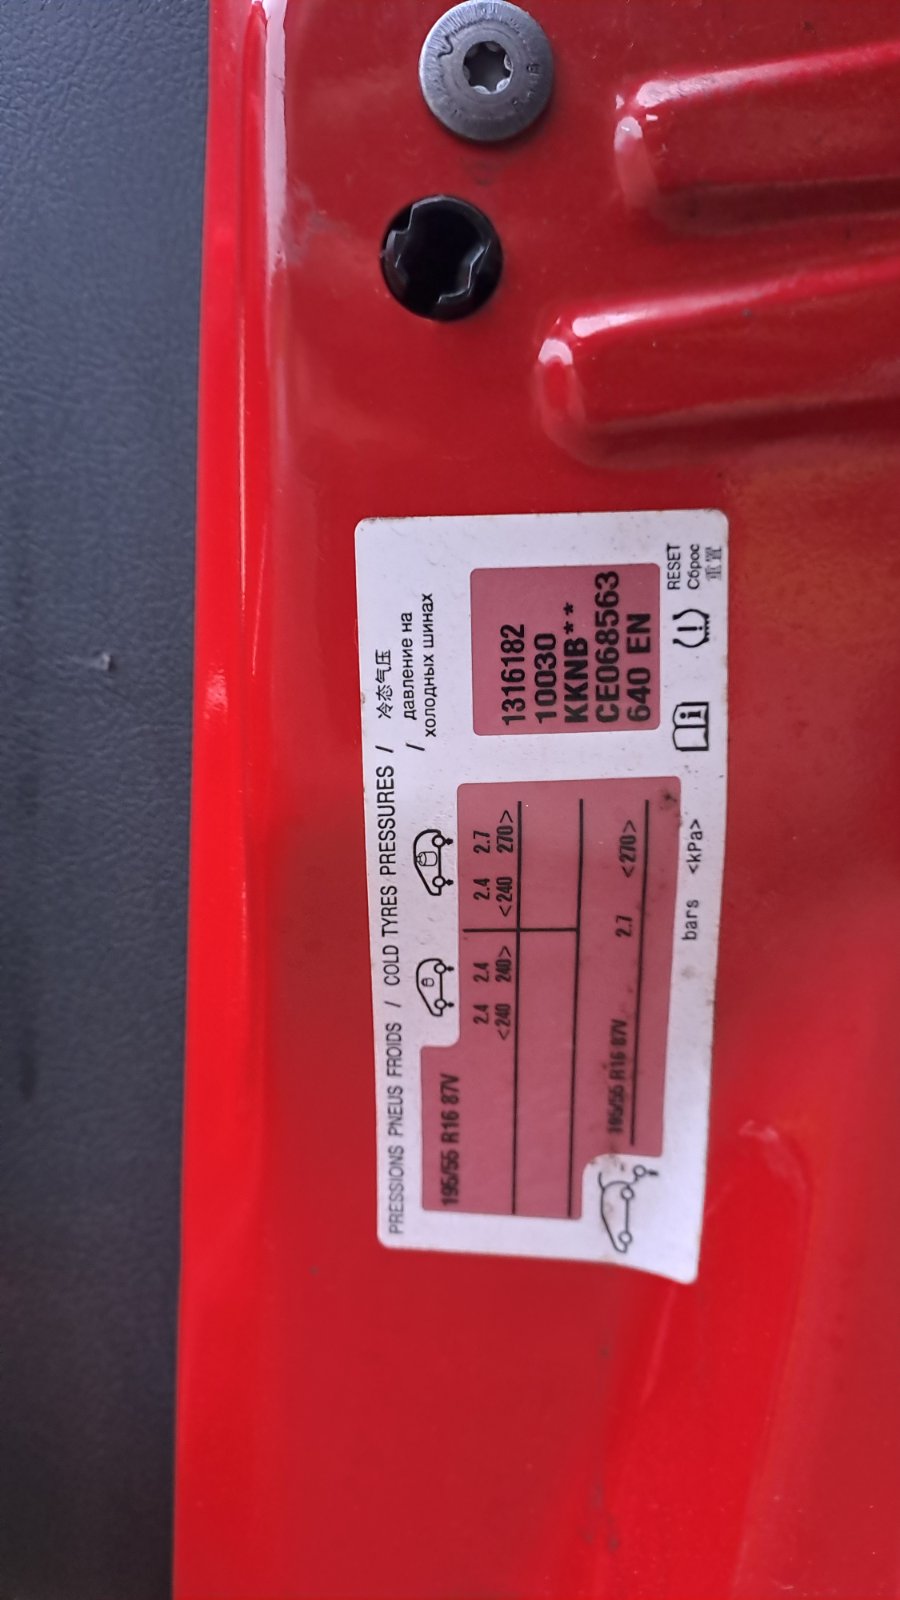 PRESSIONS PNEUS FROIDS / COLD TYRES PRESSURES / 冷态气压
/ давление на
холодных шинах
195/55 R16 87V
2.4 2.4
<240 240>
2.4 2.7
<240 270>
195/55 R16 87V 2.7 <270>
bars <kPa>
1316182
10030
KKNB**
CE068563
640 EN
RESET
Сброс
重置